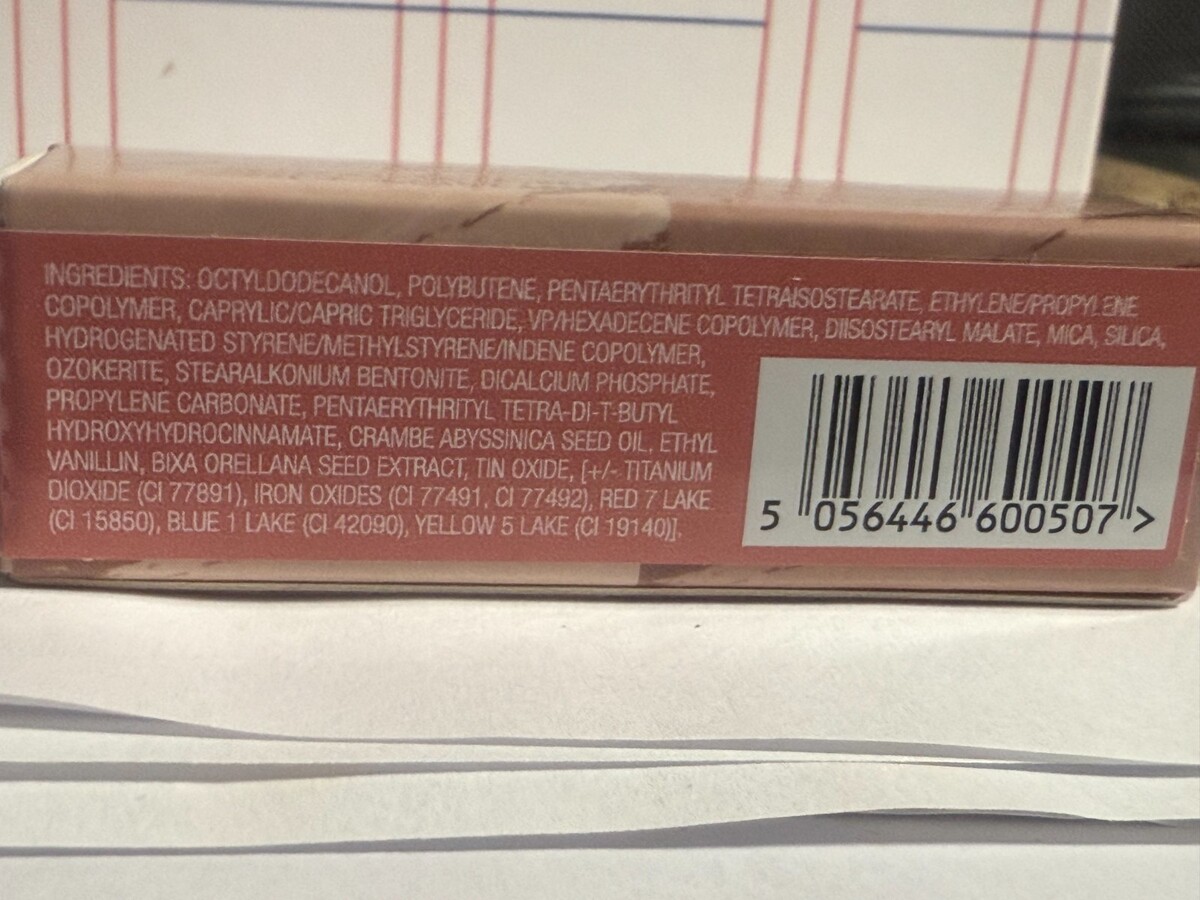 INGREDIENTS: OCTYLDODECANOL, POLYBUTENE, PENTAERYTHRITYL TETRAISOSTEARATE, ETHYLENE/PROPYLENE
COPOLYMER, CAPRYLIC/CAPRIC TRIGLYCERIDE, VP/HEXADECENE COPOLYMER, DIISOSTEARYL MALATE, MICA, SILICA,
HYDROGENATED STYRENE/METHYLSTYRENE/INDENE COPOLYMER,
OZOKERITE, STEARALKONIUM BENTONITE, DICALCIUM PHOSPHATE,
PROPYLENE CARBONATE, PENTAERYTHRITYL TETRA-DI-T-BUTYL
HYDROXYHYDROCINNAMATE, CRAMBE ABYSSINICA SEED OIL, ETHYL
VANILLIN, BIXA ORELLANA SEED EXTRACT, TIN OXIDE, [+/- TITANIUM
DIOXIDE (CI 77891), IRON OXIDES (CI 77491, CI 77492), RED 7 LAKE
(CI 15850), BLUE 1 LAKE (CI 42090), YELLOW 5 LAKE (CI 19140)].
5 056446 600507 >